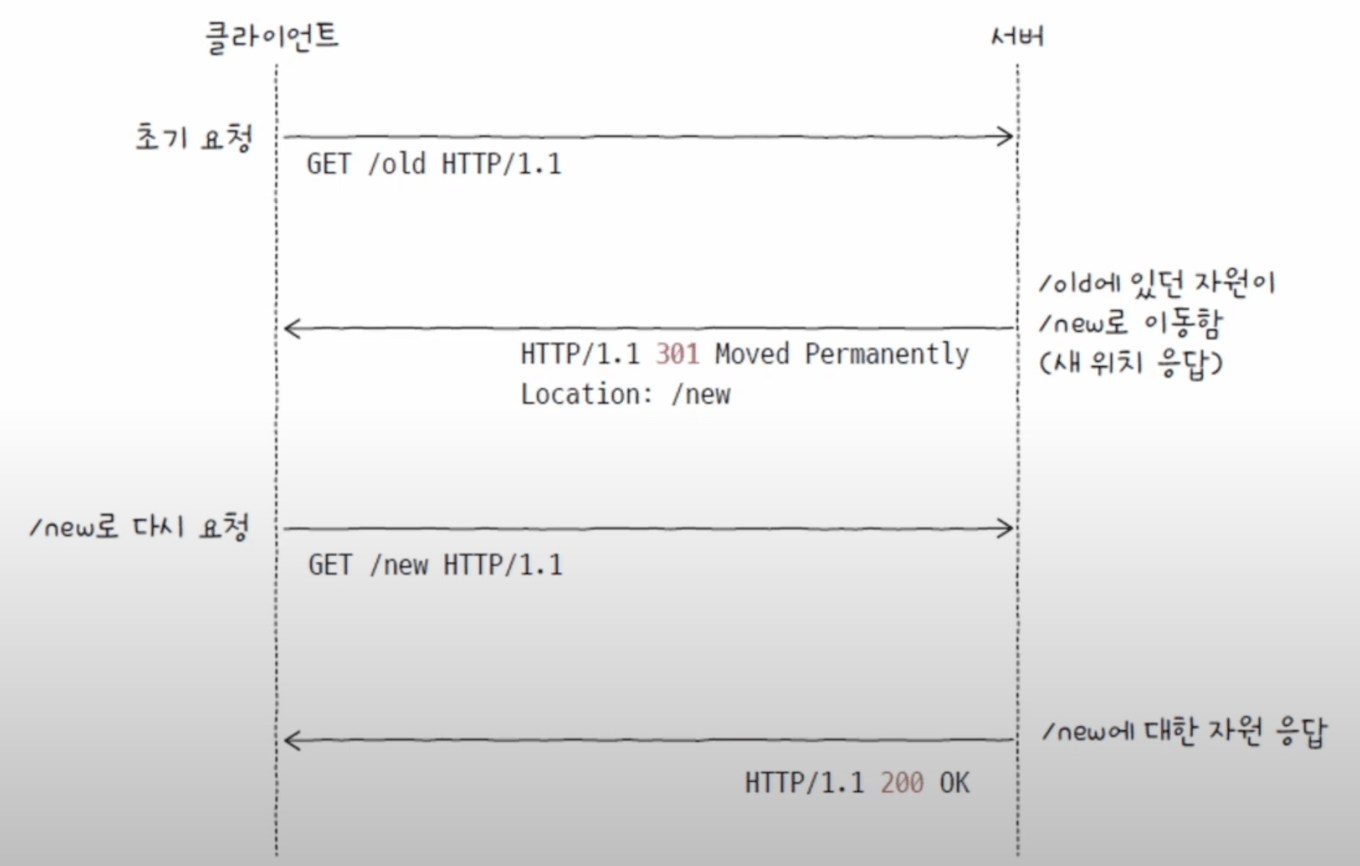 클라이언트
서버
초기 요청
GET /old HTTP/1.1
/old에 있던 자원이
/new로 이동함
(새 위치 응답)
HTTP/1.1 301 Moved Permanently
Location: /new
/new로 다시 요청
GET /new HTTP/1.1
/new에 대한 자원 응답
HTTP/1.1 200 OK